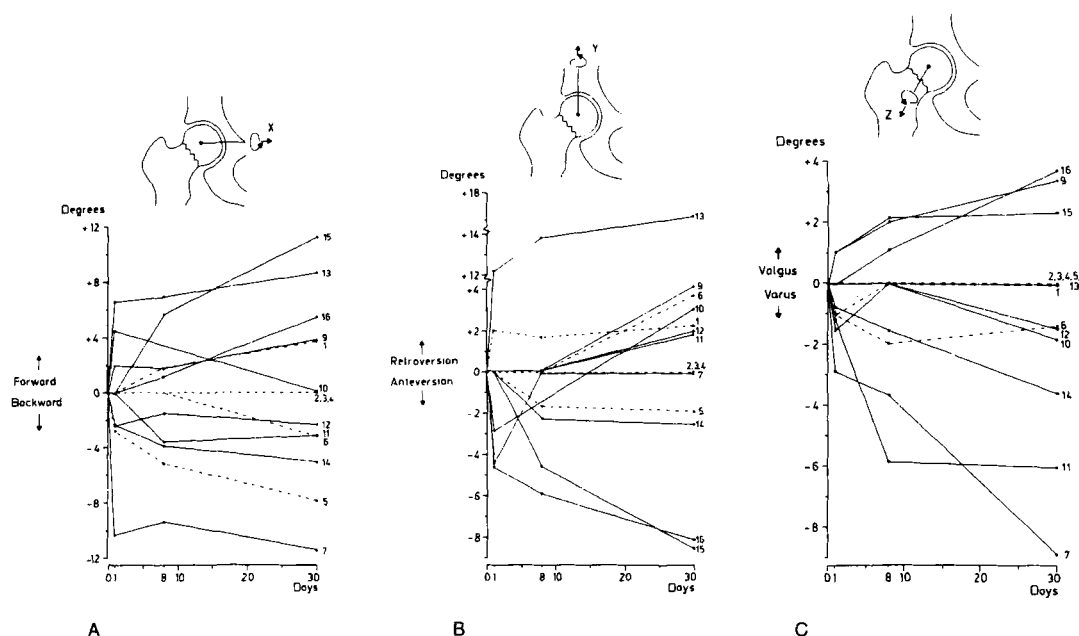 X
Degrees
+ 12
+ 8
+ 4
0
- 4
- 8
-12
Forward
Backward
15
13
16
9
1
10
2,3,4
12
11
6
14
5
7
0 1 8 10 20 30
Days
A
Y
Degrees
+ 18
+ 14
+ 12
+ 4
+ 2
0
- 2
- 4
- 6
- 8
Retroversion
Anteversion
13
9
6
10
1
12
11
2,3,4
7
5
14
16
15
0 1 8 10 20 30
Days
B
Z
Degrees
+ 4
+ 2
0
- 2
- 4
- 6
- 8
Valgus
Varus
16
9
15
2,3,4,5,
1 13
6
12
10
14
11
7
0 1 8 10 20 30
Days
C